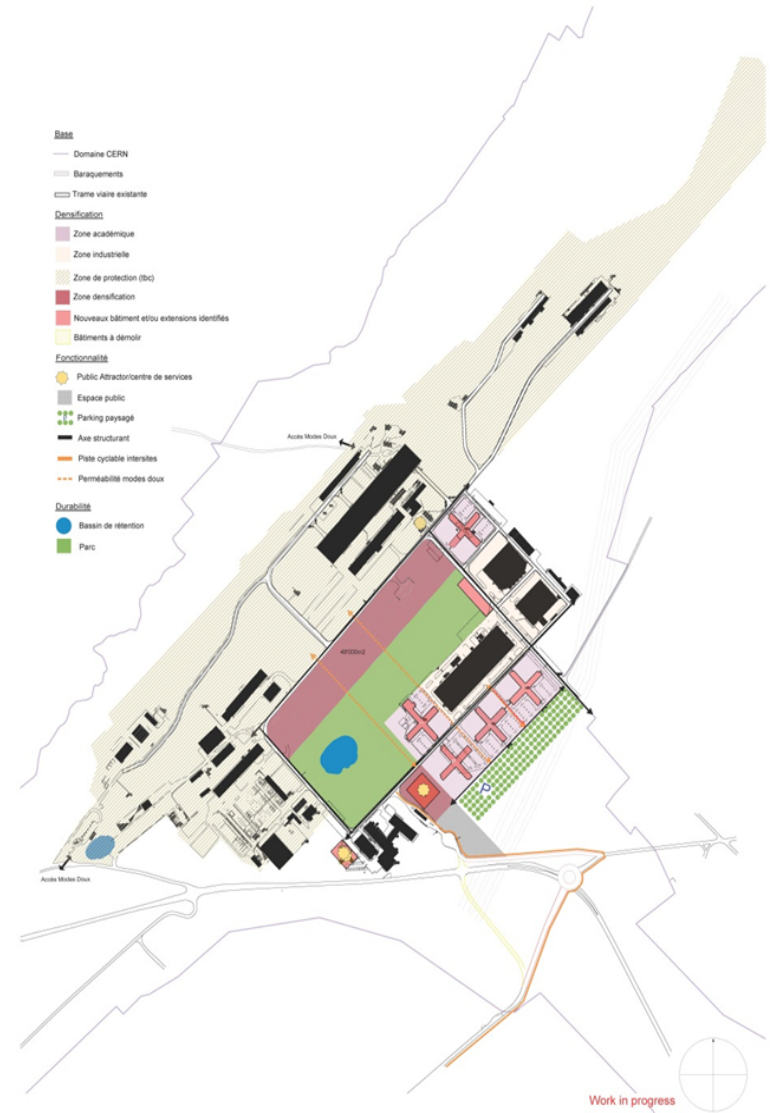 Base
Domaine CERN
Baraquements
Trame viaire existante
Densification
Zone académique
Zone industrielle
Zone de protection (tbc)
Zone densification
Nouveaux bâtiment et/ou extensions identifiés
Bâtiments à démolir
Fonctionnalité
Public Attractor/centre de services
Espace public
Parking paysagé
Axe structurant
Piste cyclable intersites
Perméabilité modes doux
Durabilité
Bassin de rétention
Parc
Accès Modes Doux
P
Accès Modes Doux
Work in progress